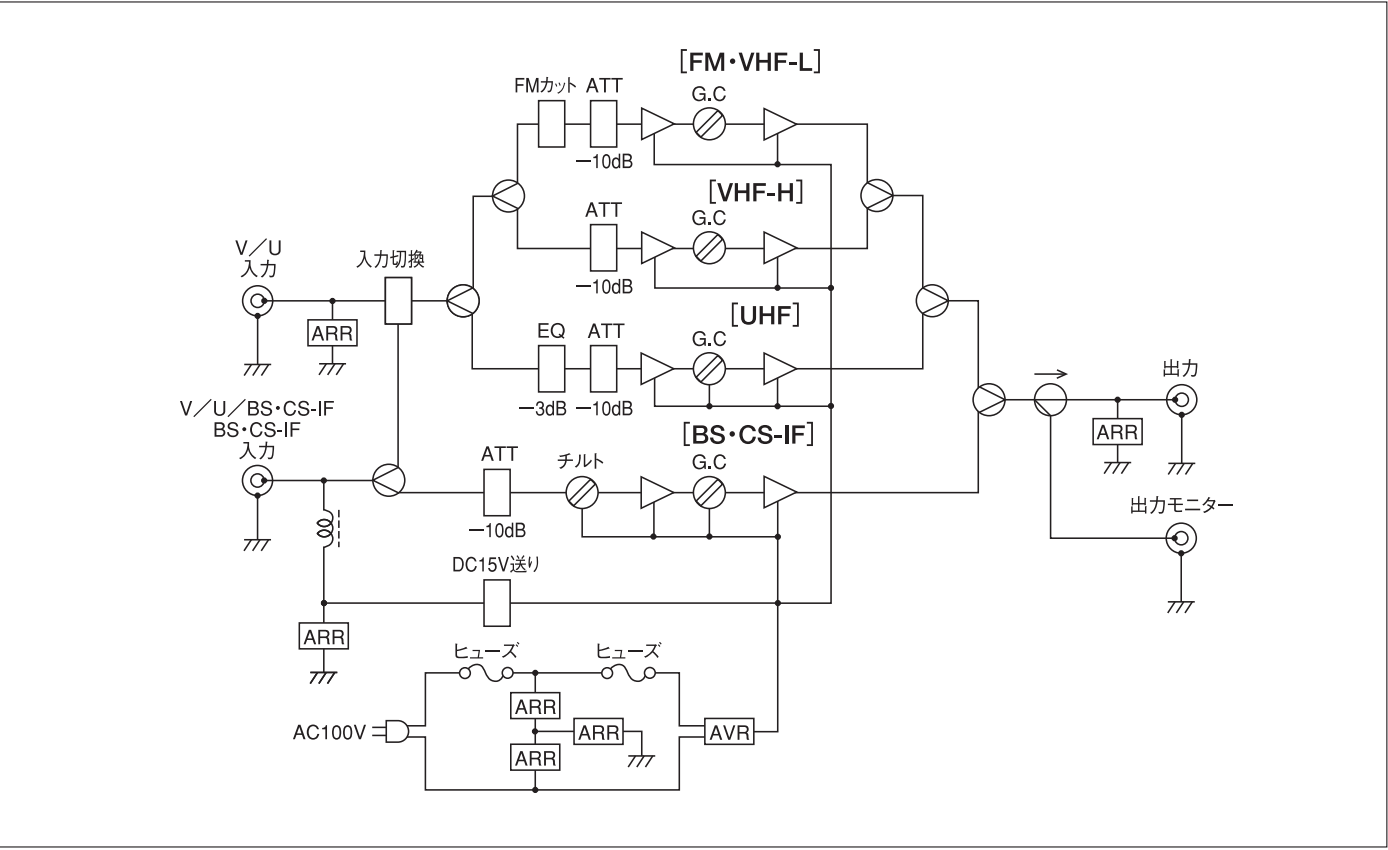 [FM・VHF-L]
FMカット
ATT
G.C
−10dB
[VHF-H]
ATT
G.C
−10dB
V／U
入力
入力切換
ARR
[UHF]
EQ
ATT
G.C
−3dB
−10dB
V／U／BS・CS-IF
BS・CS-IF
入力
[BS・CS-IF]
ATT
チルト
G.C
−10dB
出力
ARR
出力モニター
DC15V送り
ARR
ヒューズ
ヒューズ
ARR
AC100V
ARR
AVR
ARR